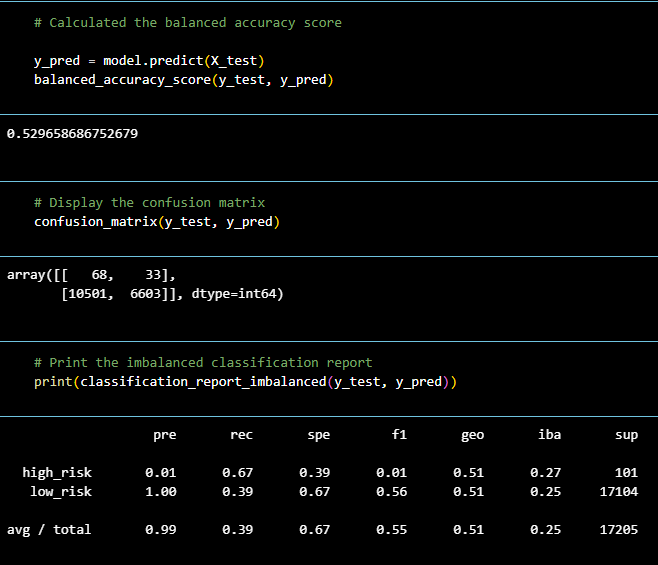 # Calculated the balanced accuracy score
y_pred = model.predict(X_test)
balanced_accuracy_score(y_test, y_pred)
0.529658686752679
# Display the confusion matrix
confusion_matrix(y_test, y_pred)
array([[   68,    33],
       [10501,  6603]], dtype=int64)
# Print the imbalanced classification report
print(classification_report_imbalanced(y_test, y_pred))
pre rec spe f1 geo iba sup
high_risk 0.01 0.67 0.39 0.01 0.51 0.27 101
low_risk 1.00 0.39 0.67 0.56 0.51 0.25 17104
avg / total 0.99 0.39 0.67 0.55 0.51 0.25 17205